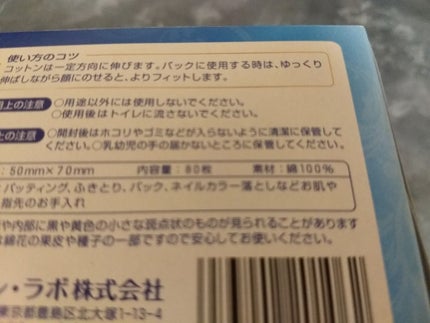 使い方のコツ
コットンは一定方向に伸びます。パックに使用する時は、ゆっくり
伸ばしながら顔にのせると、よりフィットします。
上の注意 ○用途以外には使用しないでください。
○使用後はトイレに流さないでください。
上の注意 ○開封後はホコリやゴミなどが入らないように清潔に保管して
ください。○乳幼児の手の届かないところに保管してください。
：50mm×70mm 内容量：80枚 素材：綿100%
パッティング、ふきとり、パック、ネイルカラー落としなどお肌や
指先のお手入れ
や内部に黒や黄色の小さな斑点状のものが見られることがあります
は綿花の果皮や種子の一部ですので安心してお使いください。
ン・ラボ株式会社
東京都豊島区北大塚1-13-4